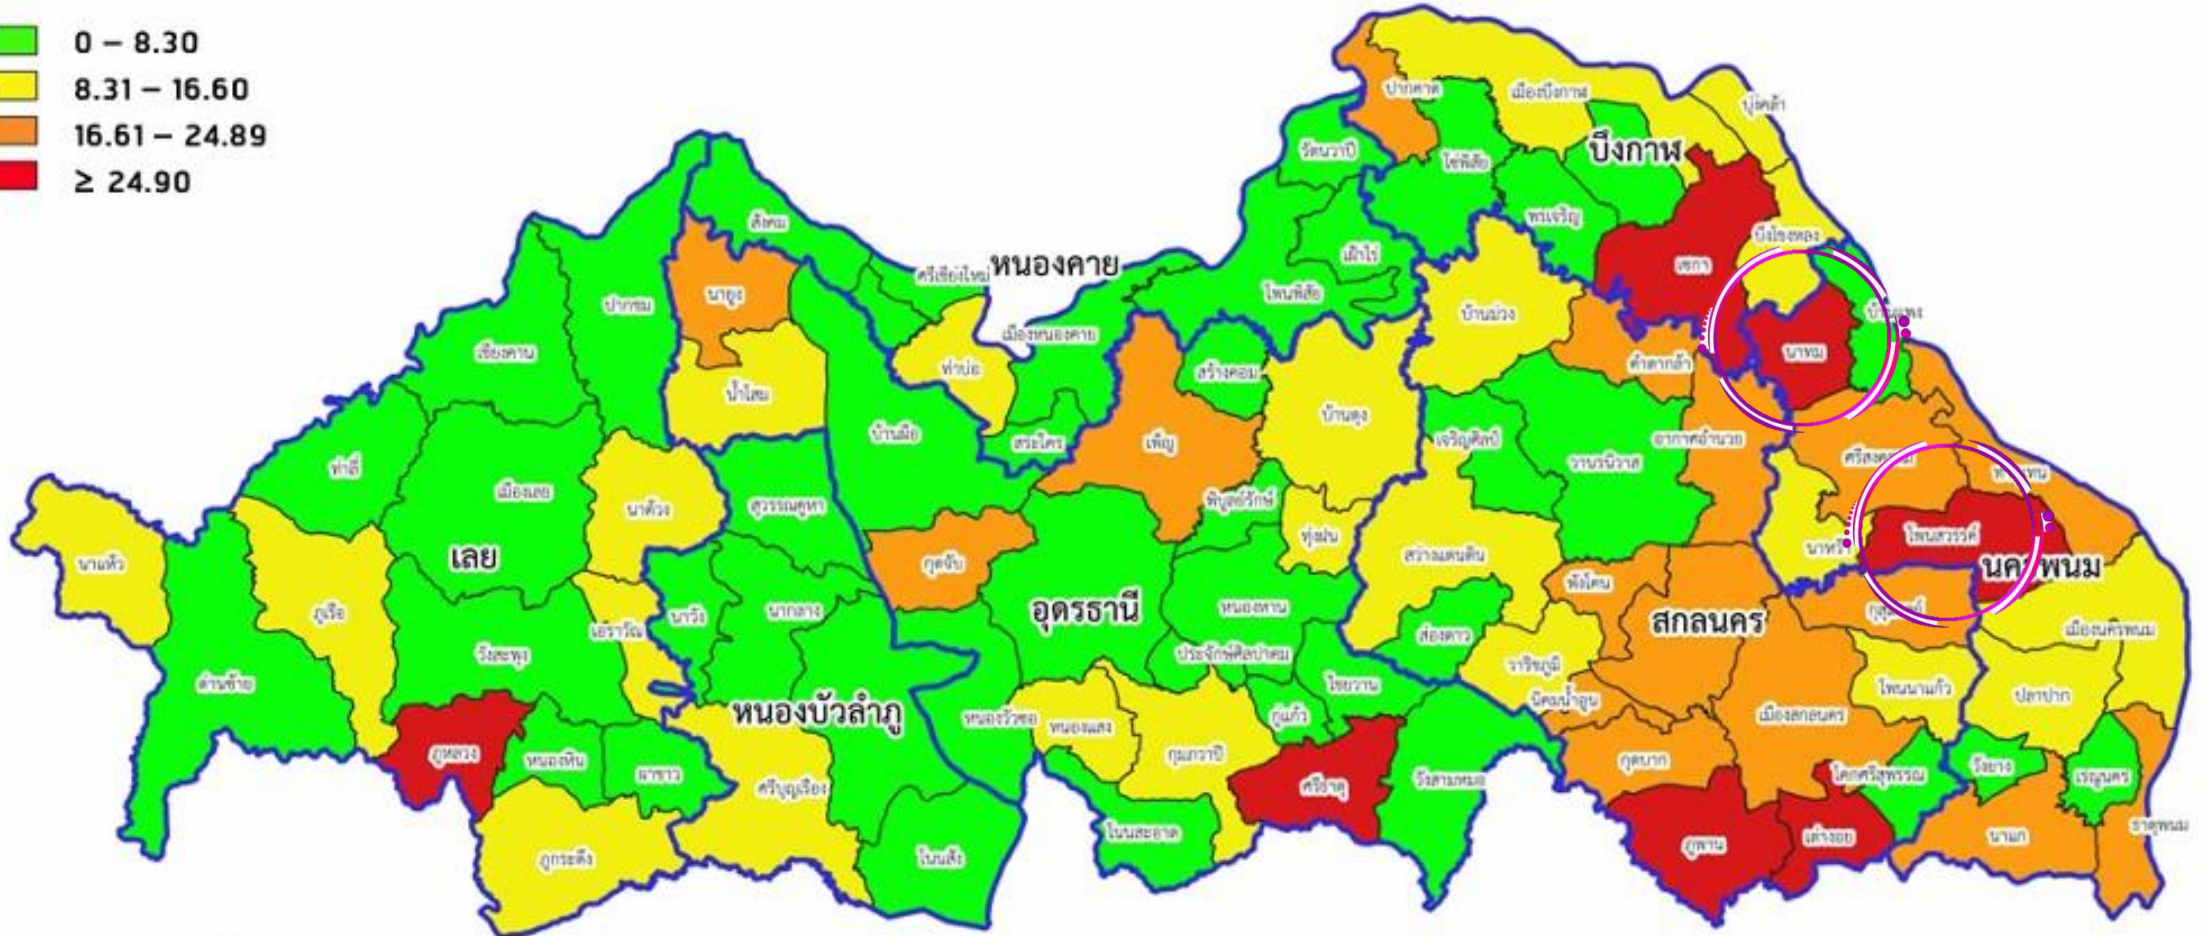 0 – 8.30
8.31 – 16.60
16.61 – 24.89
≥ 24.90
ปากคาด
เมืองบึงกาฬ
บุ่งคล้า
รัตนวาปี
โซ่พิสัย
บึงกาฬ
พรเจริญ
สังคม
ศรีเชียงใหม่
หนองคาย
เฝ้าไร่
เซกา
บึงโขงหลง
ปากชม
นายูง
โพนพิสัย
บ้านม่วง
บ้านแพง
เชียงคาน
เมืองหนองคาย
ท่าบ่อ
สร้างคอม
คำตากล้า
นาทม
น้ำโสม
บ้านผือ
สระใคร
เพ็ญ
บ้านดุง
เจริญศิลป์
วานรนิวาส
อากาศอำนวย
ศรีสงคราม
ท่าลี่
เมืองเลย
นาด้วง
สุวรรณคูหา
พิบูลย์รักษ์
ทุ่งฝน
สว่างแดนดิน
นาหว้า
โพนสวรรค์
นาแห้ว
เลย
กุดจับ
พังโคน
นครพนม
ภูเรือ
เอราวัณ
นาวัง
นากลาง
อุดรธานี
หนองหาน
ส่องดาว
สกลนคร
กุสุมาลย์
เมืองนครพนม
ด่านซ้าย
วังสะพุง
ประจักษ์ศิลปาคม
ไชยวาน
วาริชภูมิ
นิคมน้ำอูน
โพนนาแก้ว
ปลาปาก
หนองบัวลำภู
หนองวัวซอ
หนองแสง
กู่แก้ว
เมืองสกลนคร
ภูหลวง
หนองหิน
ผาขาว
ศรีบุญเรือง
กุมภวาปี
ศรีธาตุ
วังสามหมอ
กุดบาก
โคกศรีสุพรรณ
วังยาง
เรณูนคร
ภูกระดึง
โนนสัง
โนนสะอาด
ภูพาน
เต่างอย
นาแก
ธาตุพนม